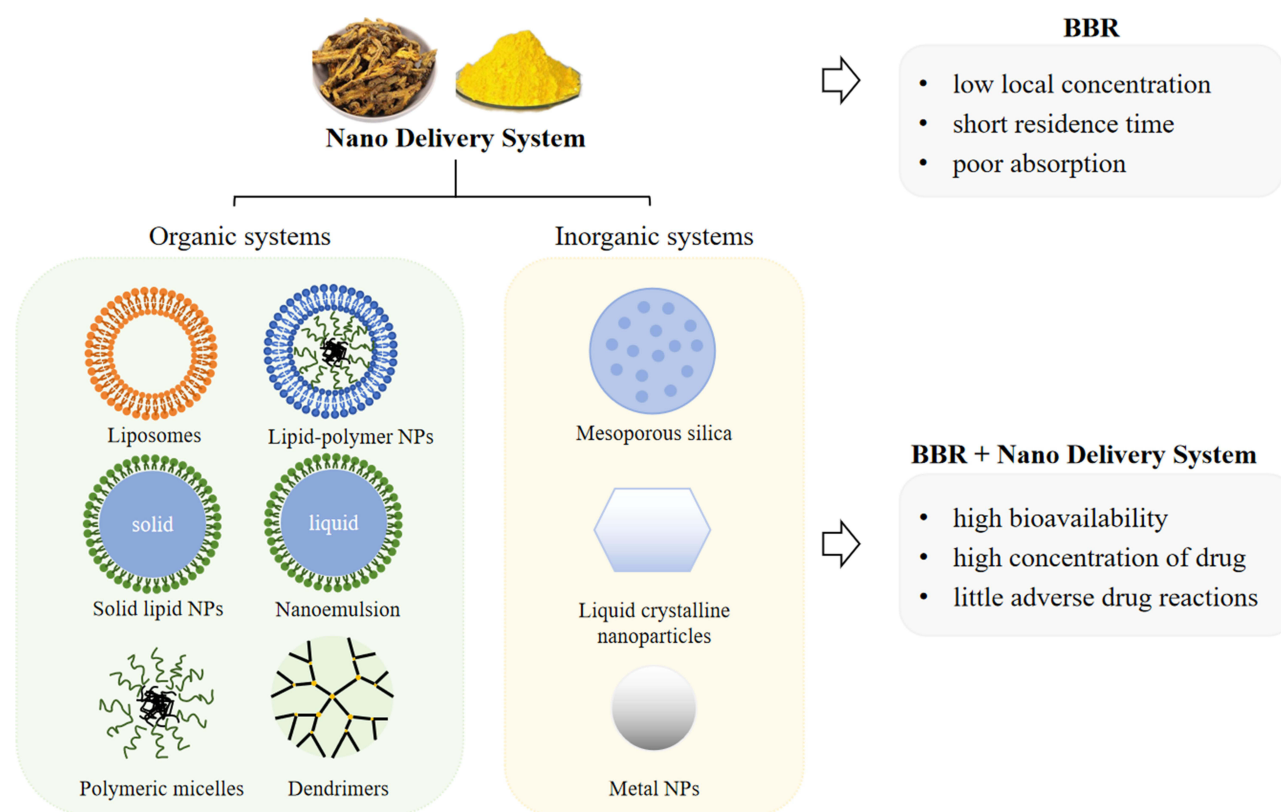 BBR
• low local concentration
• short residence time
• poor absorption
Nano Delivery System
Organic systems
Inorganic systems
Liposomes
Lipid-polymer NPs
Mesoporous silica
solid
liquid
Solid lipid NPs
Nanoemulsion
Liquid crystalline
nanoparticles
Polymeric micelles
Dendrimers
Metal NPs
BBR + Nano Delivery System
• high bioavailability
• high concentration of drug
• little adverse drug reactions